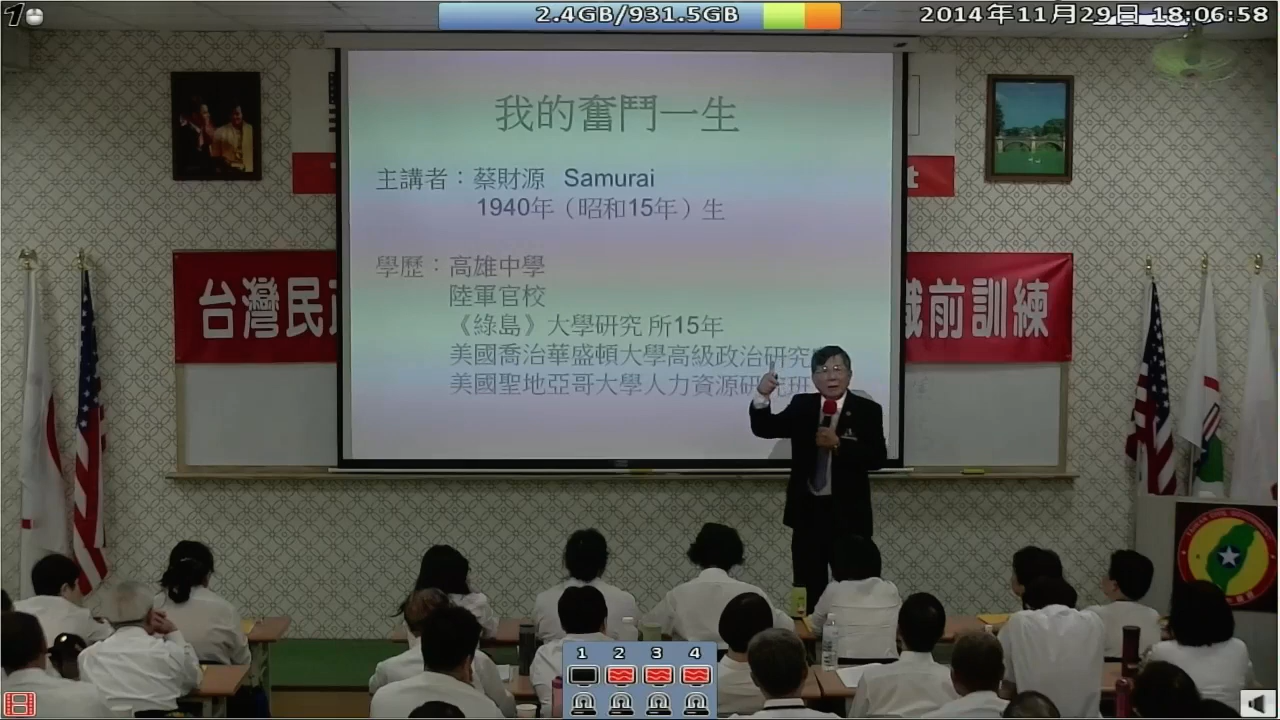 1
2.4GB/931.5GB
2014年11月29日 18:06:58
我的奮鬥一生
主講者：蔡財源 Samurai
1940年（昭和15年）生
學歷：高雄中學
陸軍官校
《綠島》大學研究所15年
美國喬治華盛頓大學高級政治研究
美國聖地亞哥大學人力資源研究班
台灣民政
職前訓練
t
1 2 3 4